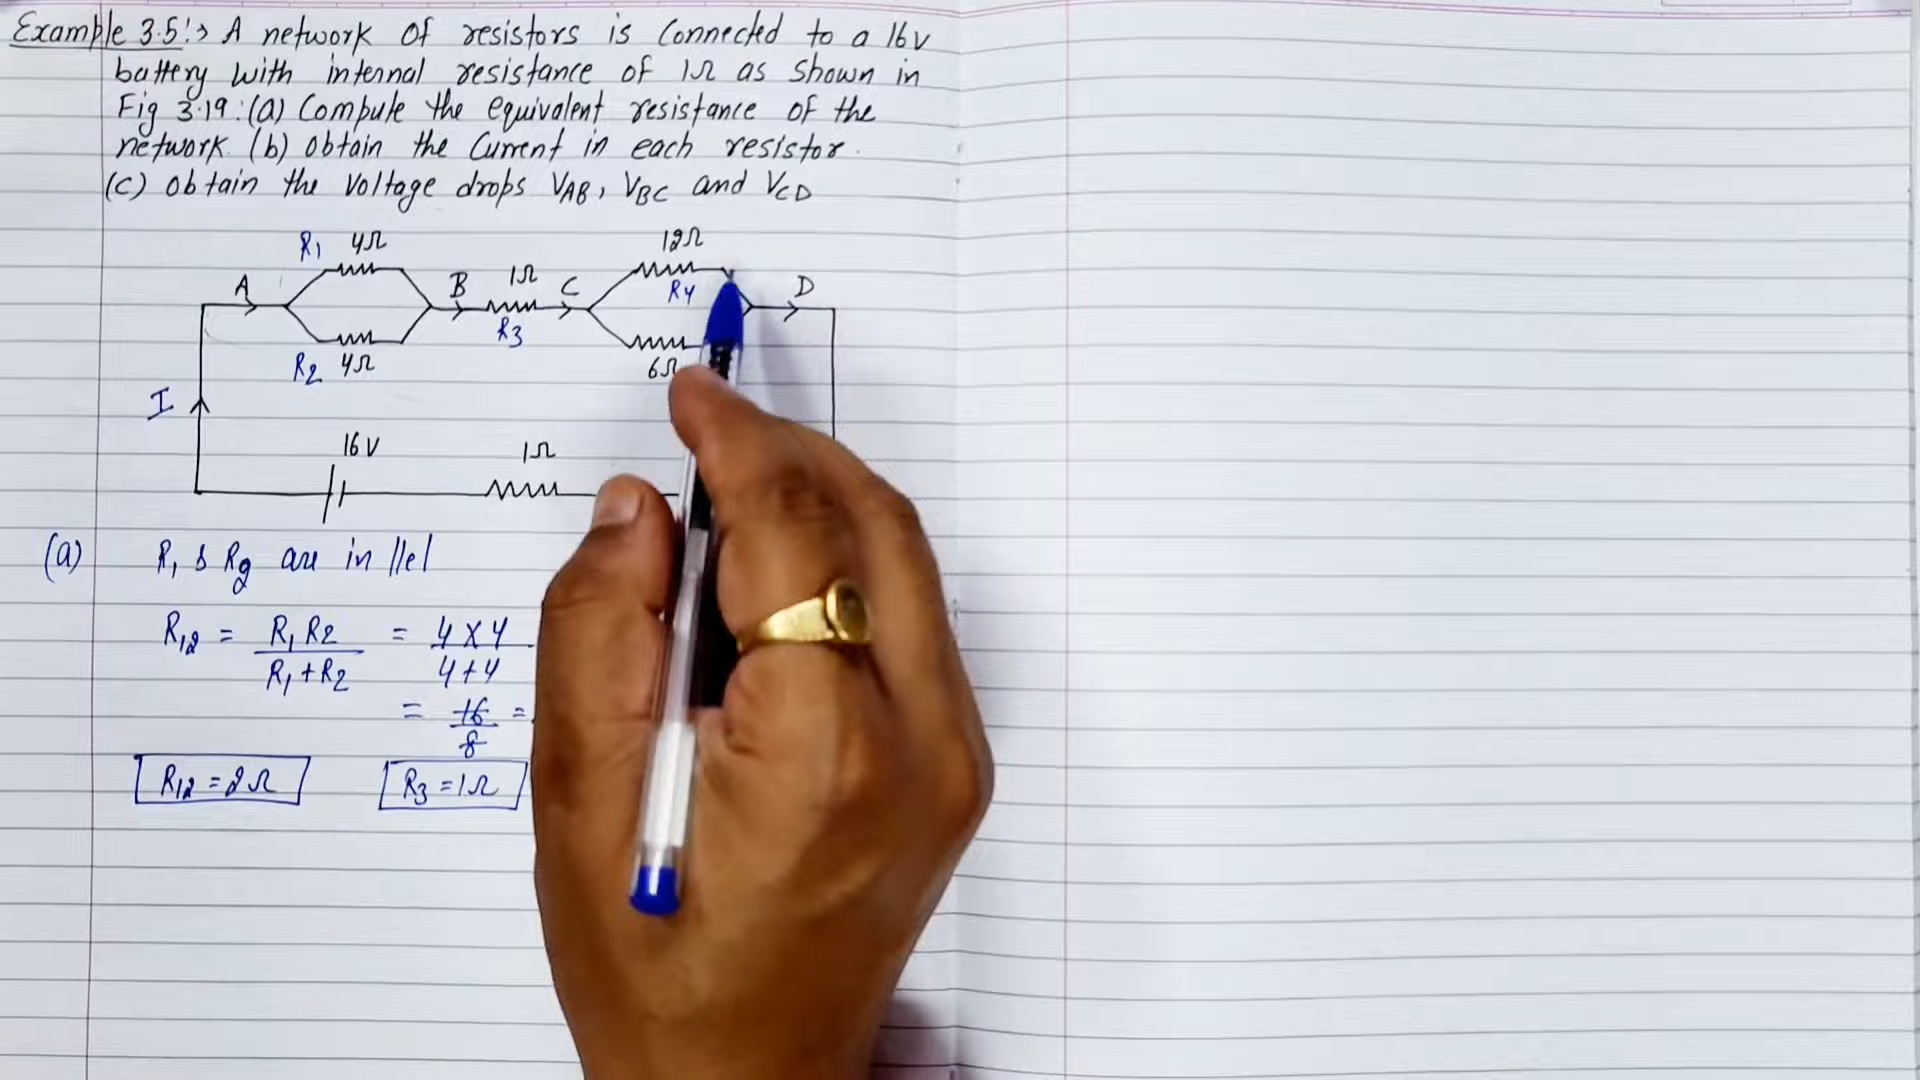 Example 3.5 :→ A network of resistors is connected to a 16V
battery with internal resistance of 1Ω as shown in
Fig 3.19 : (a) Compute the equivalent resistance of the
network. (b) obtain the current in each resistor.
(c) obtain the voltage drops VAB, VBC and VCD
R1 4Ω
12Ω
A
B
1Ω
C
R4
D
R3
R2 4Ω
6Ω
I
16V
1Ω
(a) R1 & R2 are in llel
R12 = R1 R2 / R1 + R2 = 4 X 4 / 4 + 4
= 16 / 8 =
R12 = 2Ω
R3 = 1Ω